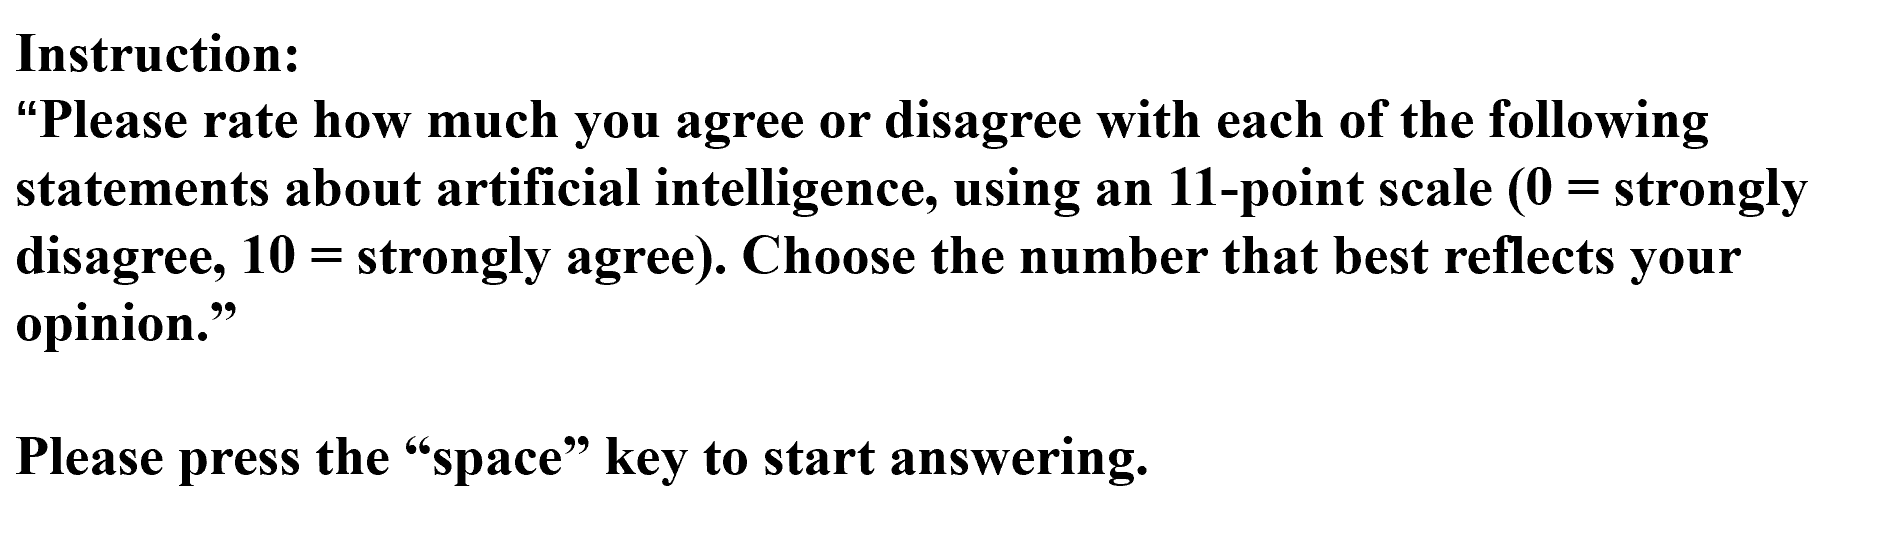 Instruction:
“Please rate how much you agree or disagree with each of the following
statements about artificial intelligence, using an 11-point scale (0 = strongly
disagree, 10 = strongly agree). Choose the number that best reflects your
opinion.”
Please press the “space” key to start answering.